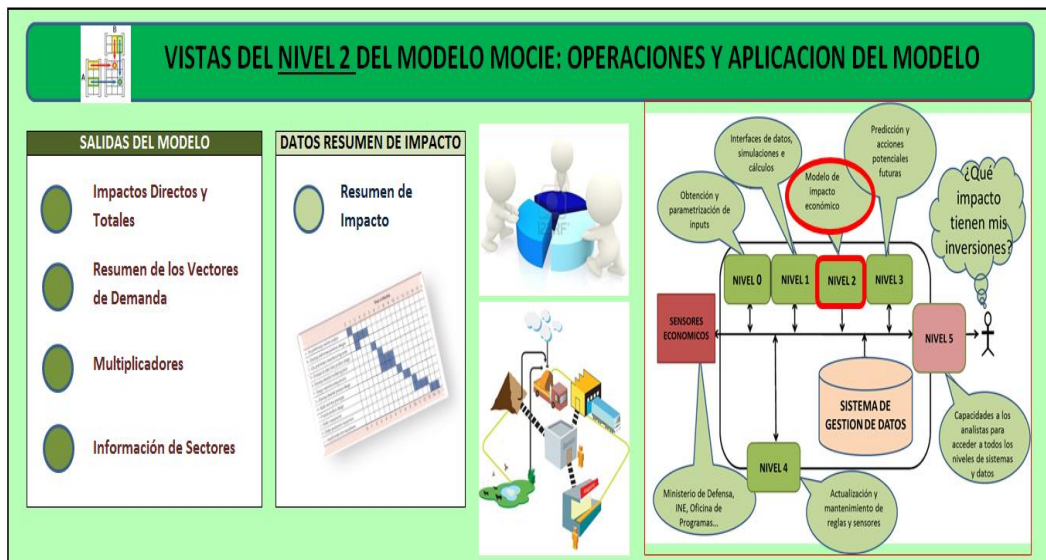 VISTAS DEL NIVEL 2 DEL MODELO MOCIE: OPERACIONES Y APLICACION DEL MODELO
B
A
SALIDAS DEL MODELO
Impactos Directos y
Totales
Resumen de los Vectores
de Demanda
Multiplicadores
Información de Sectores
DATOS RESUMEN DE IMPACTO
Resumen de
Impacto
Obtención y
parametrización de
inputs
Interfaces de datos,
simulaciones e
cálculos
Modelo de
impacto
económico
Predicción y
acciones
potenciales
futuras
¿Qué
impacto
tienen mis
inversiones?
NIVEL 0
NIVEL 1
NIVEL 2
NIVEL 3
SENSORES
ECONOMICOS
NIVEL 5
SISTEMA DE
GESTION DE DATOS
NIVEL 4
Ministerio de Defensa,
INE, Oficina de
Programas...
Actualización y
mantenimiento de
reglas y sensores
Capacidades a los
analistas para
acceder a todos los
niveles de sistemas y
datos